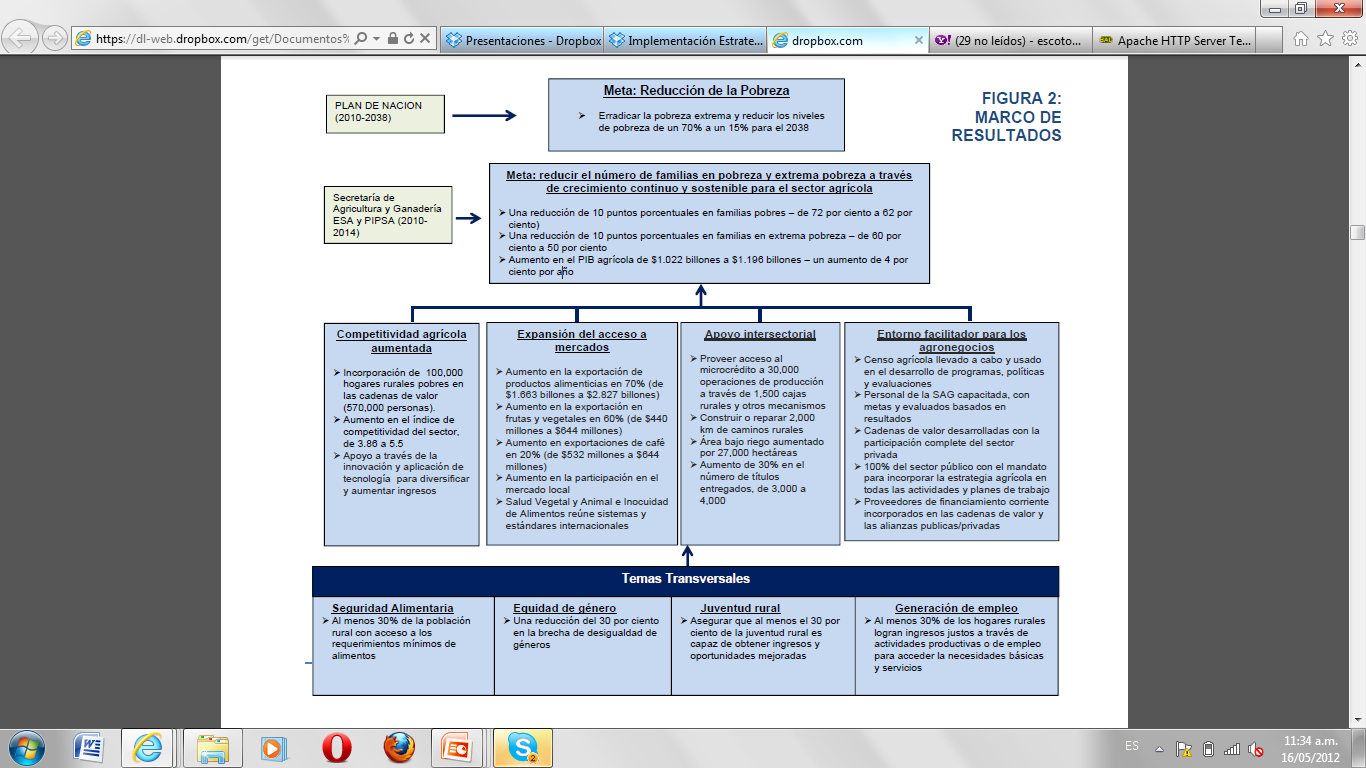 https://dl-web.dropbox.com/get/Documentos%
Presentaciones - Dropbox
Implementación Estrate...
dropbox.com
(29 no leídos) - escoto...
Apache HTTP Server Te...
PLAN DE NACION
(2010-2038)
Meta: Reducción de la Pobreza
Erradicar la pobreza extrema y reducir los niveles
de pobreza de un 70% a un 15% para el 2038
FIGURA 2:
MARCO DE
RESULTADOS
Secretaría de
Agricultura y Ganadería
ESA y PIPSA (2010-
2014)
Meta: reducir el número de familias en pobreza y extrema pobreza a través
de crecimiento continuo y sostenible para el sector agrícola
Una reducción de 10 puntos porcentuales en familias pobres – de 72 por ciento a 62 por
ciento)
Una reducción de 10 puntos porcentuales en familias en extrema pobreza – de 60 por
ciento a 50 por ciento
Aumento en el PIB agrícola de $1.022 billones a $1.196 billones – un aumento de 4 por
ciento por año
Competitividad agrícola
aumentada
Incorporación de 100,000
hogares rurales pobres en
las cadenas de valor
(570,000 personas).
Aumento en el índice de
competitividad del sector,
de 3.86 a 5.5
Apoyo a través de la
innovación y aplicación de
tecnología para diversificar
y aumentar ingresos
Expansión del acceso a
mercados
Aumento en la exportación de
productos alimenticias en 70% (de
$1.663 billones a $2.827 billones)
Aumento en la exportación en
frutas y vegetales en 60% (de $440
millones a $644 millones)
Aumento en exportaciones de café
en 20% (de $532 millones a $644
millones)
Aumento en la participación en el
mercado local
Salud Vegetal y Animal e Inocuidad
de Alimentos reúne sistemas y
estándares internacionales
Apoyo intersectorial
Proveer acceso al
microcrédito a 30,000
operaciones de producción
a través de 1,500 cajas
rurales y otros mecanismos
Construir o reparar 2,000
km de caminos rurales
Área bajo riego aumentado
por 27,000 hectáreas
Aumento de 30% en el
número de títulos
entregados, de 3,000 a
4,000
Entorno facilitador para los
agronegocios
Censo agrícola llevado a cabo y usado
en el desarrollo de programas, políticas
y evaluaciones
Personal de la SAG capacitada, con
metas y evaluados basados en
resultados
Cadenas de valor desarrolladas con la
participación complete del sector
privada
100% del sector público con el mandato
para incorporar la estrategia agrícola en
todas las actividades y planes de trabajo
Proveedores de financiamiento corriente
incorporados en las cadenas de valor y
las alianzas publicas/privadas
Temas Transversales
Seguridad Alimentaria
Al menos 30% de la población
rural con acceso a los
requerimientos mínimos de
alimentos
Equidad de género
Una reducción del 30 por ciento
en la brecha de desigualdad de
géneros
Juventud rural
Asegurar que al menos el 30 por
ciento de la juventud rural es
capaz de obtener ingresos y
oportunidades mejoradas
Generación de empleo
Al menos 30% de los hogares rurales
logran ingresos justos a través de
actividades productivas o de empleo
para acceder la necesidades básicas
y servicios
ES
11:34 a.m.
16/05/2012